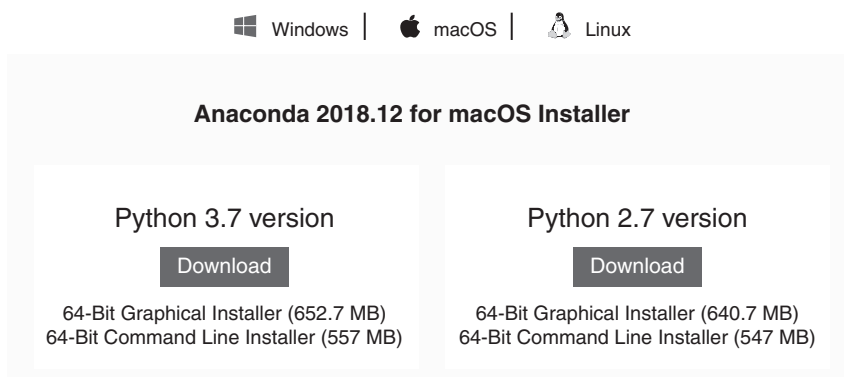 Windows | macOS | Linux
Anaconda 2018.12 for macOS Installer
Python 3.7 version
Download
64-Bit Graphical Installer (652.7 MB)
64-Bit Command Line Installer (557 MB)
Python 2.7 version
Download
64-Bit Graphical Installer (640.7 MB)
64-Bit Command Line Installer (547 MB)